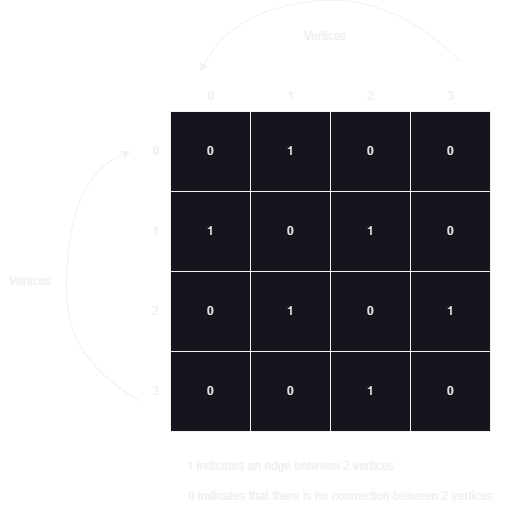 Vertices
0 1 2 3
0 0 1 0 0
1 1 0 1 0
Vertices
2 0 1 0 1
3 0 0 1 0
1 indicates an edge between 2 vertices
0 indicates that there is no connection between 2 vertices